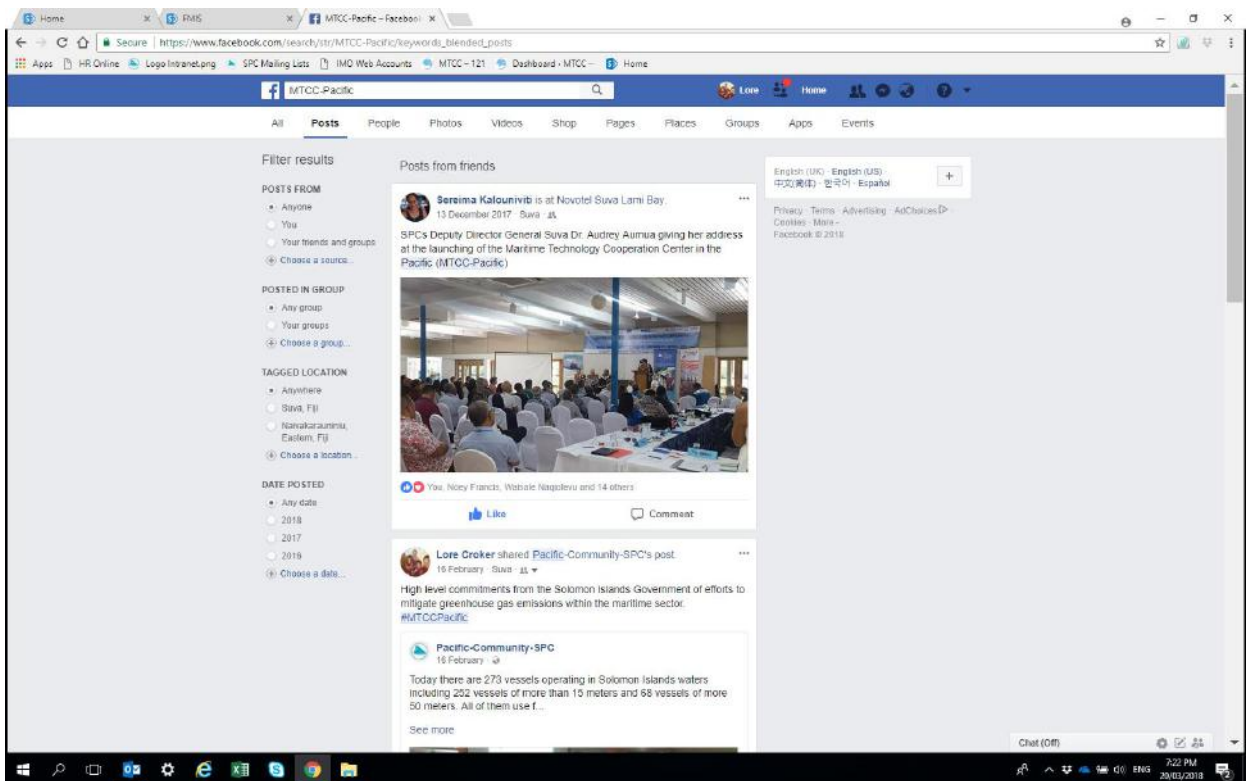 Home
FMIS
MTCC-Pacific – Facebook
Secure | https://www.facebook.com/search/str/MTCC-Pacific/keywords_blended_posts
Apps HR Online Logo Intranet.png SPC Mailing Lists IMO Web Accounts MTCC – 121 Dashboard ‹ MTCC – Home
MTCC-Pacific
Lore Home
All Posts People Photos Videos Shop Pages Places Groups Apps Events
Filter results
POSTS FROM
Anyone
You
Your friends and groups
Choose a source...
POSTED IN GROUP
Any group
Your groups
Choose a group...
TAGGED LOCATION
Anywhere
Suva, Fiji
Eastern, Fiji
Choose a location...
DATE POSTED
Any date
2018
2017
Choose a date...
Posts from friends
Sereima Kalouniviti is at Novotel Suva Lami Bay.
13 December 2017 · Suva
SPCs Deputy Director General Suva Dr. Audrey Aumua giving her address
at the launching of the Maritime Technology Cooperation Center in the
Pacific (MTCC-Pacific)
You, Noey Francis, and 14 others
Like Comment
Lore Croker shared Pacific-Community-SPC's post.
16 February · Suva
High level commitments from the Solomon Islands Government of efforts to
mitigate greenhouse gas emissions within the maritime sector.
#MTCCPacific
Pacific-Community-SPC
16 February
Today there are 273 vessels operating in Solomon Islands waters
including 252 vessels of more than 15 meters and 68 vessels of more
50 meters. All of them use f...
See more
English (UK) · English (US) ·
中文(简体) · 한국어 · Español
Privacy · Terms · Advertising · AdChoices ·
Cookies · More
Facebook © 2018
Chat (Off)
ENG
7:22 PM
20/03/2018